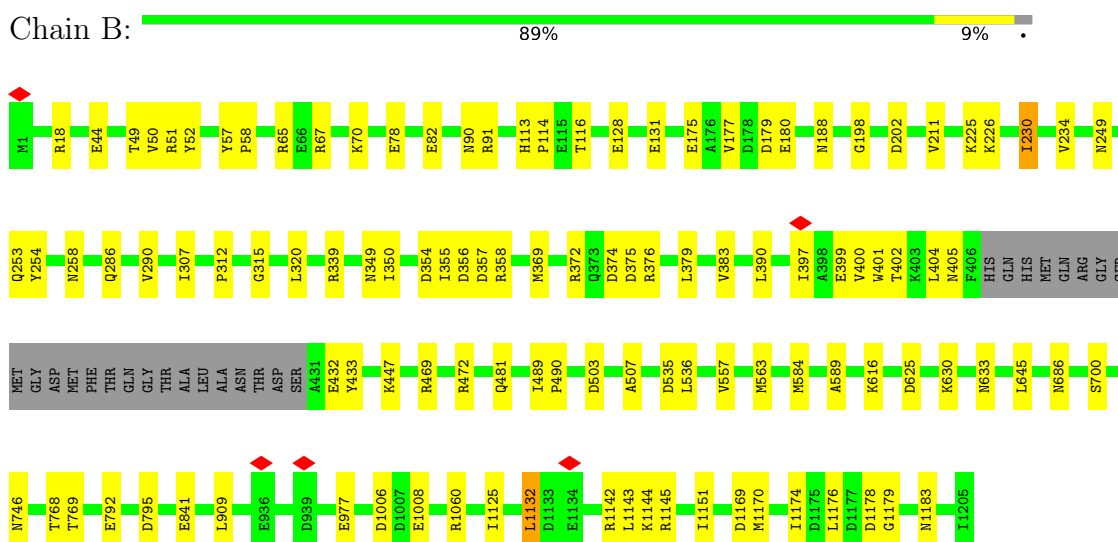 Chain B:
89%
9%
•
M1 R18 E44 T49 V50 R51 Y52 Y57 P58 R65 E66 R67 K70 E78 E82 N90 R91 H113 P114 E115 T116 E128 E131 E175 A176 V177 D178 D179 E180 N188 G198 D202 V211 K225 K226 I230 V234 N249
Q253 Y254 N258 Q286 V290 I307 P312 G315 L320 R339 N349 I350 D354 I355 D356 D357 R358 M369 R372 Q373 D374 D375 R376 L379 V383 L390 I397 A398 E399 V400 W401 T402 K403 L404 N405 F406 HIS GLN HIS MET GLN ARG GLY
MET GLY ASP MET PHE THR GLN GLY THR ALA LEU ALA ASN THR ASP SER A431 E432 Y433 K447 R469 R472 Q481 I489 P490 D503 A507 D535 L536 V557 M563 M584 A589 K616 D625 K630 N633 L645 N686 S700
N746 T768 T769 E792 D795 E841 L909 E936 D939 E977 D1006 D1007 E1008 R1060 I1125 L1132 D1133 E1134 R1142 L1143 K1144 R1145 I1151 D1169 M1170 I1174 D1175 L1176 D1177 D1178 G1179 N1183 I1205